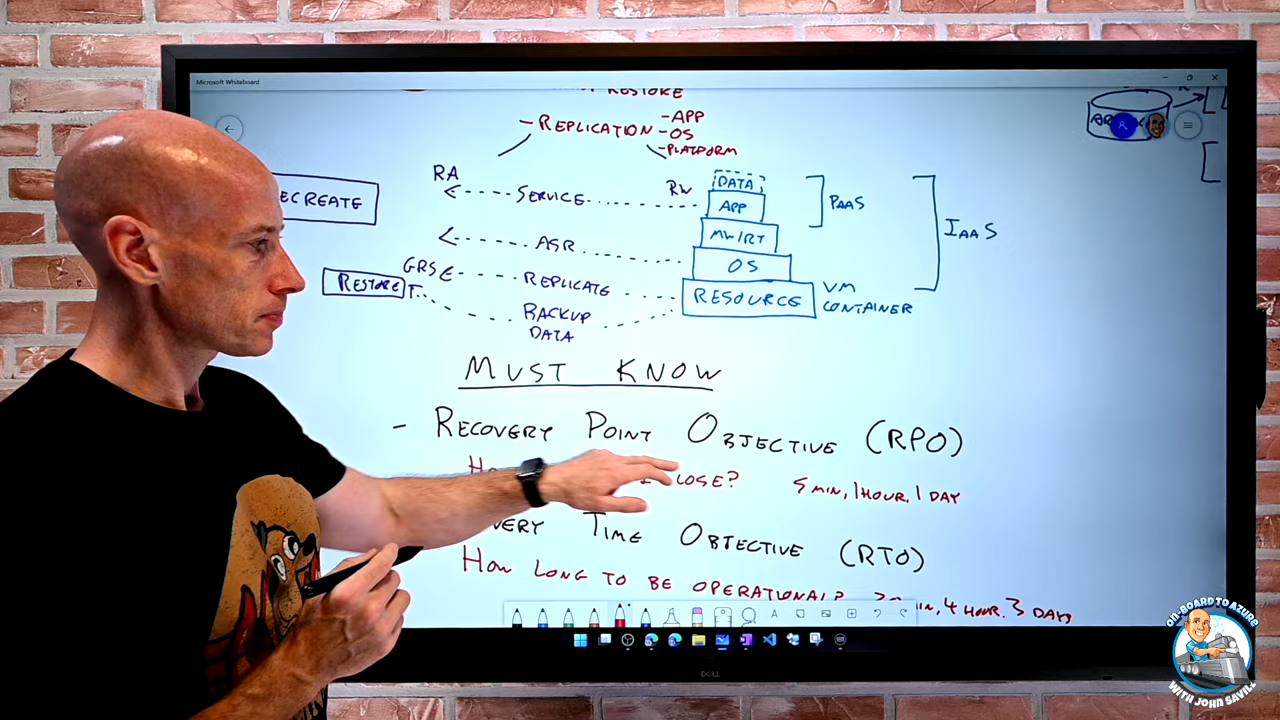 Microsoft Whiteboard
RESTORE
- REPLICATION
- APP
- OS
- PLATFORM
RA
SERVICE
RW
DATA
APP
MW/RT
OS
RESOURCE
PAAS
IAAS
VM
CONTAINER
ECREATE
ASR
GRS
REPLICATE
RESTORE
BACKUP
DATA
MUST KNOW
- RECOVERY POINT OBJECTIVE (RPO)
LOSE? 5 MIN, 1 HOUR, 1 DAY
VERY TIME OBJECTIVE (RTO)
HOW LONG TO BE OPERATIONAL? IN, 4 HOUR, 3 DAYS
R
DELL
ON-BOARD TO AZURE
WITH JOHN SAVILL